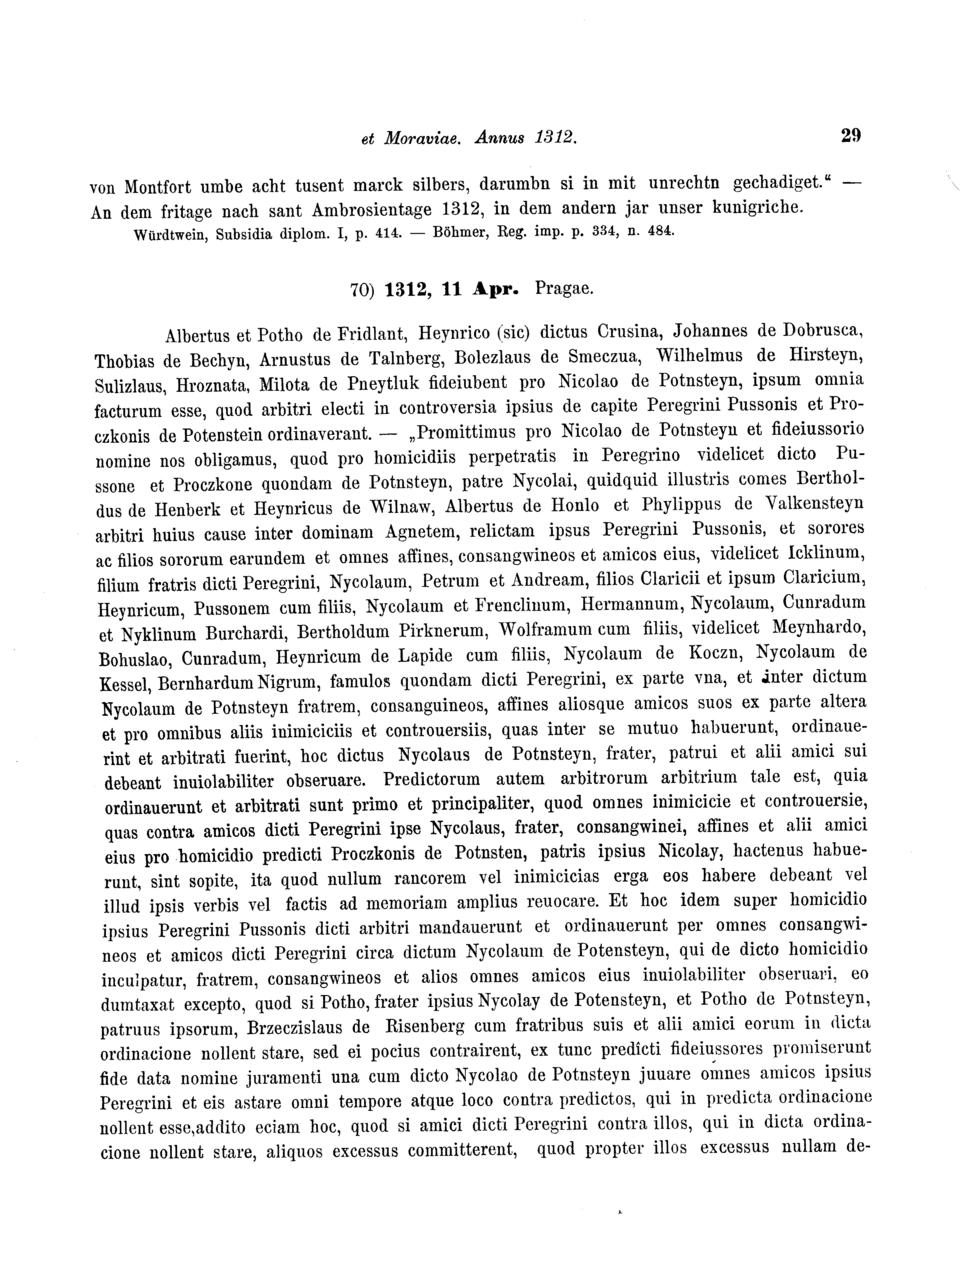 et Moraviae. Annus 1312. 29
von Montfort umbe acht tusent marck silbers, darumbn si in mit unrechtn gechadiget.“ —
An dem fritage nach sant Ambrosientage 1312, in dem andern jar unser kunigriche.
Würdtwein, Subsidia diplom. I, p. 414. — Böhmer, Reg. imp. p. 334, n. 484.
70) 1312, 11 Apr. Pragae.
Albertus et Potho de Fridlant, Heynrico (sic) dictus Crusina, Johannes de Dobrusca,
Thobias de Bechyn, Arnustus de Talnberg, Bolezlaus de Smeczua, Wilhelmus de Hirsteyn,
Sulizlaus, Hroznata, Milota de Pneytluk fideiubent pro Nicolao de Potnsteyn, ipsum omnia
facturum esse, quod arbitri electi in controversia ipsius de capite Peregrini Pussonis et Pro-
czkonis de Potenstein ordinaverant. — „Promittimus pro Nicolao de Potnsteyn et fideiussorio
nomine nos obligamus, quod pro homicidiis perpetratis in Peregrino videlicet dicto Pu-
ssone et Proczkone quondam de Potnsteyn, patre Nycolai, quidquid illustris comes Berthol-
dus de Henberk et Heynricus de Wilnaw, Albertus de Honlo et Phylippus de Valkensteyn
arbitri huius cause inter dominam Agnetem, relictam ipsus Peregrini Pussonis, et sorores
ac filios sororum earundem et omnes affines, consangwineos et amicos eius, videlicet Icklinum,
filium fratris dicti Peregrini, Nycolaum, Petrum et Andream, filios Claricii et ipsum Claricium,
Heynricum, Pussonem cum filiis, Nycolaum et Frenclinum, Hermannum, Nycolaum, Cunradum
et Nyklinum Burchardi, Bertholdum Pirknerum, Wolframum cum filiis, videlicet Meynhardo,
Bohuslao, Cunradum, Heynricum de Lapide cum filiis, Nycolaum de Koczn, Nycolaum de
Kessel, Bernhardum Nigrum, famulos quondam dicti Peregrini, ex parte vna, et inter dictum
Nycolaum de Potnsteyn fratrem, consanguineos, affines aliosque amicos suos ex parte altera
et pro omnibus aliis inimiciciis et controuersiis, quas inter se mutuo habuerunt, ordinaue-
rint et arbitrati fuerint, hoc dictus Nycolaus de Potnsteyn, frater, patrui et alii amici sui
debeant inuiolabiliter obseruare. Predictorum autem arbitrorum arbitrium tale est, quia
ordinauerunt et arbitrati sunt primo et principaliter, quod omnes inimicicie et controuersie,
quas contra amicos dicti Peregrini ipse Nycolaus, frater, consangwinei, affines et alii amici
eius pro homicidio predicti Proczkonis de Potnsten, patris ipsius Nicolay, hactenus habue-
runt, sint sopite, ita quod nullum rancorem vel inimicicias erga eos habere debeant vel
illud ipsis verbis vel factis ad memoriam amplius reuocare. Et hoc idem super homicidio
ipsius Peregrini Pussonis dicti arbitri mandauerunt et ordinauerunt per omnes consangwi-
neos et amicos dicti Peregrini circa dictum Nycolaum de Potensteyn, qui de dicto homicidio
inculpatur, fratrem, consangwineos et alios omnes amicos eius inuiolabiliter obseruari, eo
dumtaxat excepto, quod si Potho, frater ipsius Nycolay de Potensteyn, et Potho de Potnsteyn,
patruus ipsorum, Brzeczislaus de Risenberg cum fratribus suis et alii amici eorum in dicta
ordinacione nollent stare, sed ei pocius contrairent, ex tunc predicti fideiussores promiserunt
fide data nomine juramenti una cum dicto Nycolao de Potnsteyn juuare omnes amicos ipsius
Peregrini et eis astare omni tempore atque loco contra predictos, qui in predicta ordinacione
nollent esse,addito eciam hoc, quod si amici dicti Peregrini contra illos, qui in dicta ordina-
cione nollent stare, aliquos excessus committerent, quod propter illos excessus nullam de-